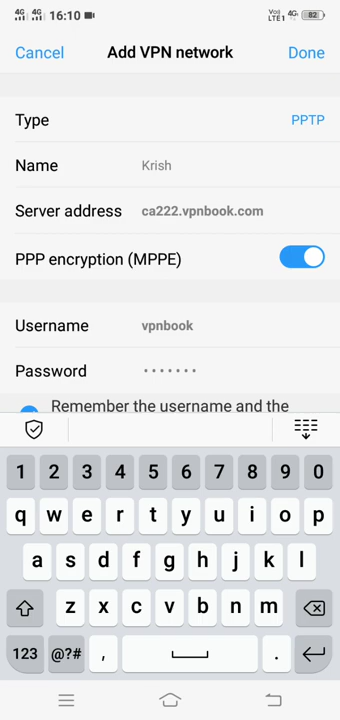 4G 4G 16:10 Vo) LTE1 4G 82
Cancel Add VPN network Done
Type PPTP
Name Krish
Server address ca222.vpnbook.com
PPP encryption (MPPE)
Username vpnbook
Password ·······
Remember the username and the
1 2 3 4 5 6 7 8 9 0
q w e r t y u i o p
a s d f g h j k l
z x c v b n m
123 @?# , .